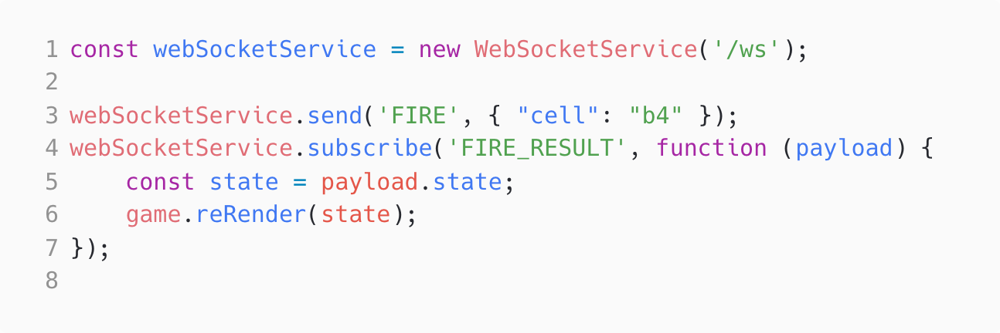 1 const webSocketService = new WebSocketService('/ws');
2
3 webSocketService.send('FIRE', { "cell": "b4" });
4 webSocketService.subscribe('FIRE_RESULT', function (payload) {
5     const state = payload.state;
6     game.reRender(state);
7 });
8